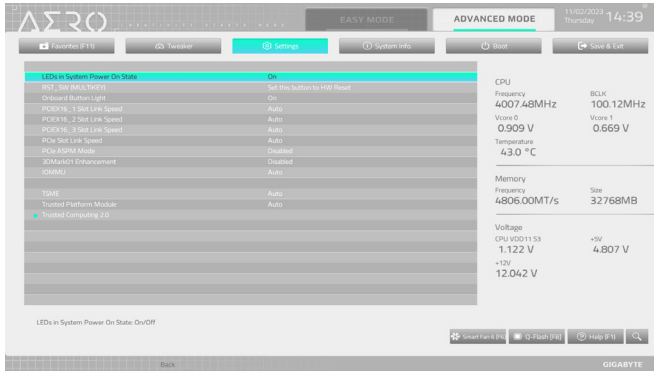 AERO
CREATIVITY STARTS HERE
EASY MODE
ADVANCED MODE
11/02/2023
Thursday 14:39
Favorites (F11)
Tweaker
Settings
System Info.
Boot
Save & Exit
LEDs in System Power On State On
RST_SW (MULTIKEY) Set this button to HW Reset
Onboard Button Light On
PCIEX16_1 Slot Link Speed Auto
PCIEX16_2 Slot Link Speed Auto
PCIEX16_3 Slot Link Speed Auto
PCIe Slot Link Speed Auto
PCIe ASPM Mode Disabled
3DMark01 Enhancement Disabled
IOMMU Auto
TSME Auto
Trusted Platform Module Auto
Trusted Computing 2.0
CPU
Frequency BCLK
4007.48MHz 100.12MHz
Vcore 0 Vcore 1
0.909 V 0.669 V
Temperature
43.0 °C
Memory
Frequency Size
4806.00MT/s 32768MB
Voltage
CPU VDD11 S3 +5V
1.122 V 4.807 V
+12V
12.042 V
LEDs in System Power On State: On/Off
Smart Fan 6 [F6]
Q-Flash [F8]
Help (F1)
Back
GIGABYTE